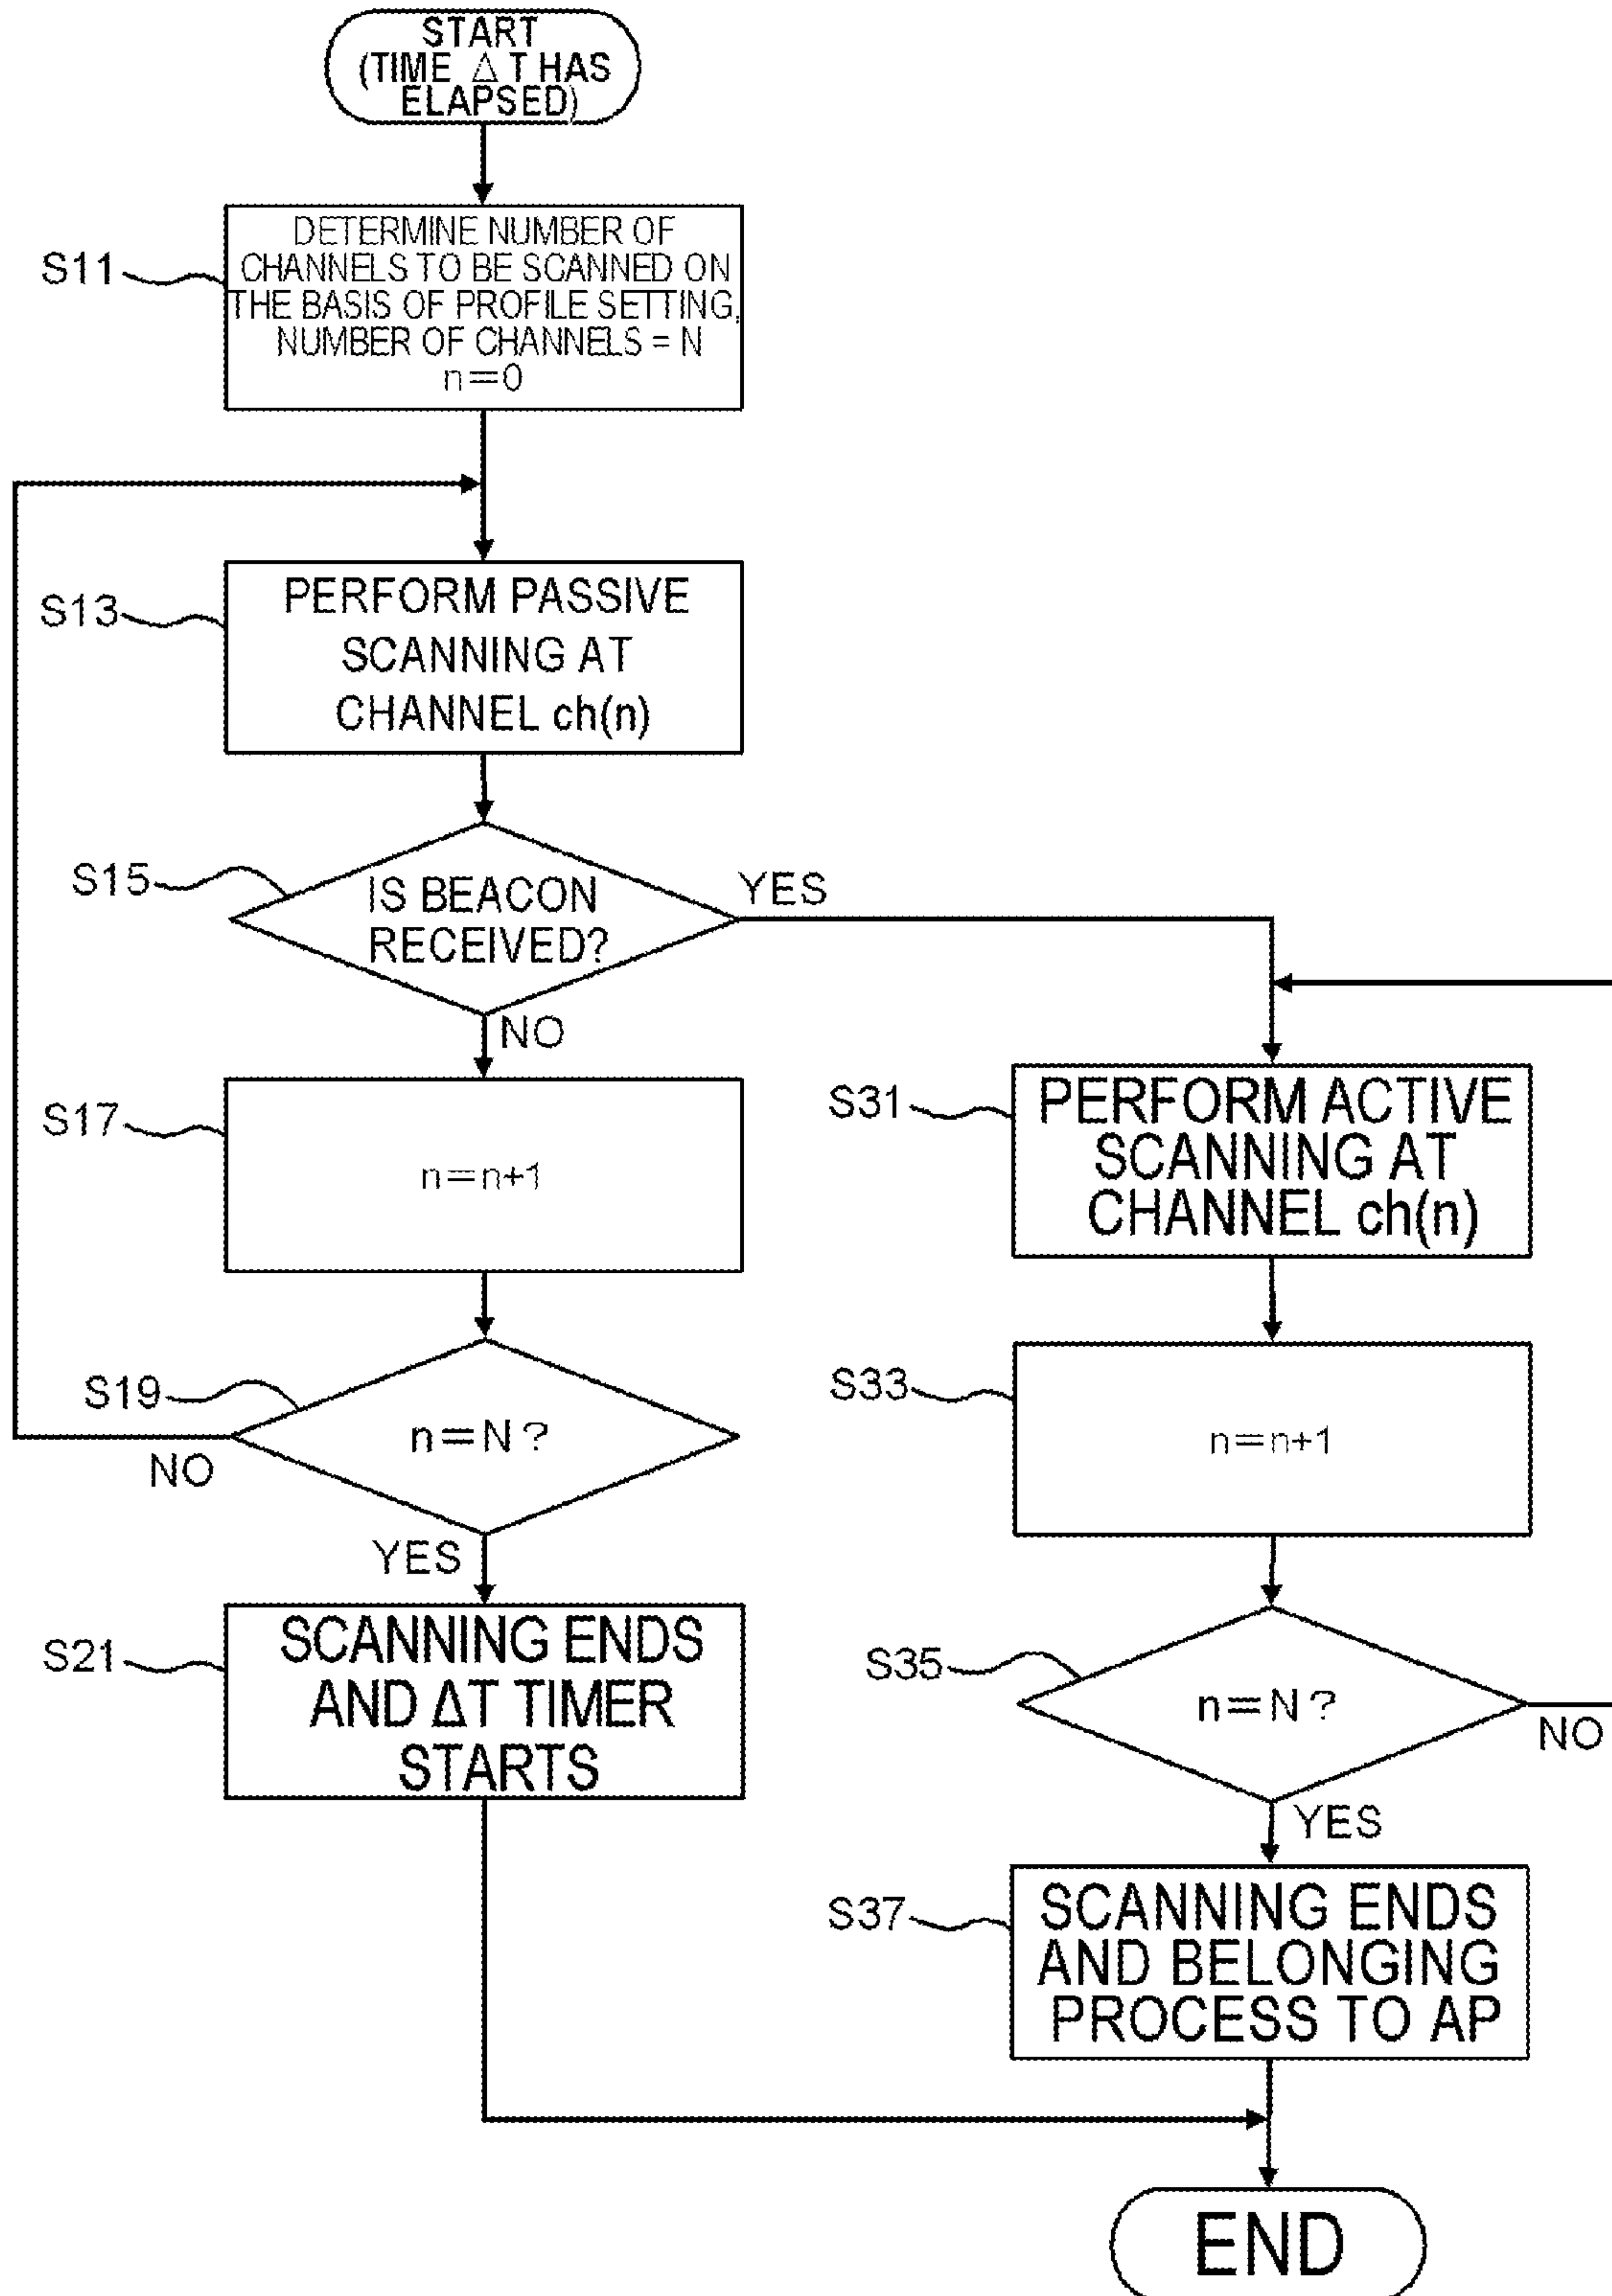 START
(TIME △T HAS
ELAPSED)
S11
DETERMINE NUMBER OF
CHANNELS TO BE SCANNED ON
THE BASIS OF PROFILE SETTING,
NUMBER OF CHANNELS = N
n=0
S13
PERFORM PASSIVE
SCANNING AT
CHANNEL ch(n)
S15
IS BEACON
RECEIVED?
YES
NO
S17
n=n+1
S19
n=N?
NO
YES
S21
SCANNING ENDS
AND ΔT TIMER
STARTS
S31
PERFORM ACTIVE
SCANNING AT
CHANNEL ch(n)
S33
n=n+1
S35
n=N?
NO
YES
S37
SCANNING ENDS
AND BELONGING
PROCESS TO AP
END